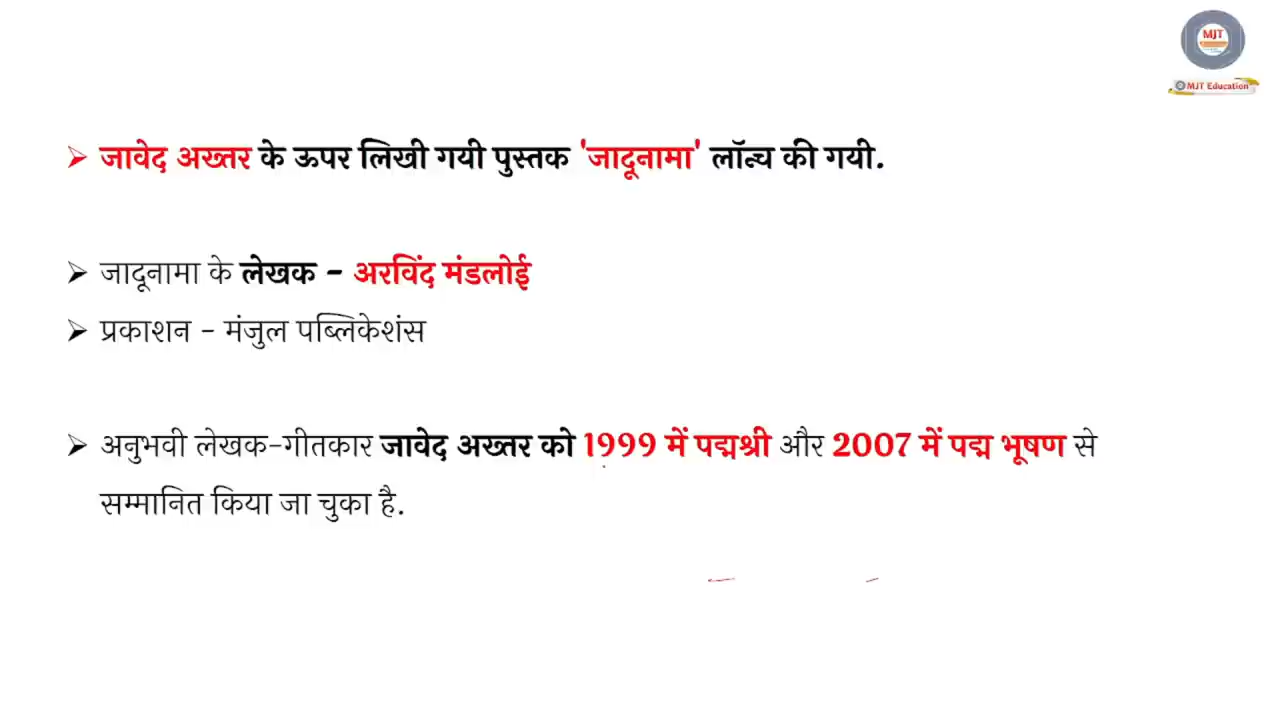 MJT
MJT Education
जावेद अख्तर के ऊपर लिखी गयी पुस्तक 'जादूनामा' लॉन्च की गयी.
जादूनामा के लेखक - अरविंद मंडलोई
प्रकाशन - मंजुल पब्लिकेशंस
अनुभवी लेखक-गीतकार जावेद अख्तर को 1999 में पद्मश्री और 2007 में पद्म भूषण से
सम्मानित किया जा चुका है.